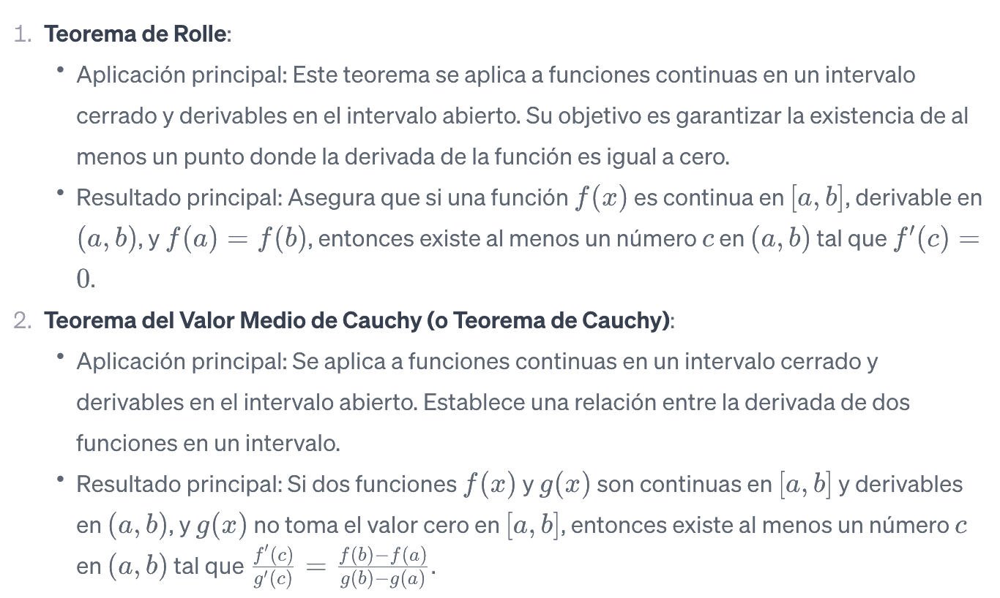 1. Teorema de Rolle:
• Aplicación principal: Este teorema se aplica a funciones continuas en un intervalo
cerrado y derivables en el intervalo abierto. Su objetivo es garantizar la existencia de al
menos un punto donde la derivada de la función es igual a cero.
• Resultado principal: Asegura que si una función f(x) es continua en [a, b], derivable en
(a, b), y f(a) = f(b), entonces existe al menos un número c en (a, b) tal que f′(c) =
0.
2. Teorema del Valor Medio de Cauchy (o Teorema de Cauchy):
• Aplicación principal: Se aplica a funciones continuas en un intervalo cerrado y
derivables en el intervalo abierto. Establece una relación entre la derivada de dos
funciones en un intervalo.
• Resultado principal: Si dos funciones f(x) y g(x) son continuas en [a, b] y derivables
en (a, b), y g(x) no toma el valor cero en [a, b], entonces existe al menos un número c
en (a, b) tal que f′(c)/g′(c) = f(b)−f(a)/g(b)−g(a).